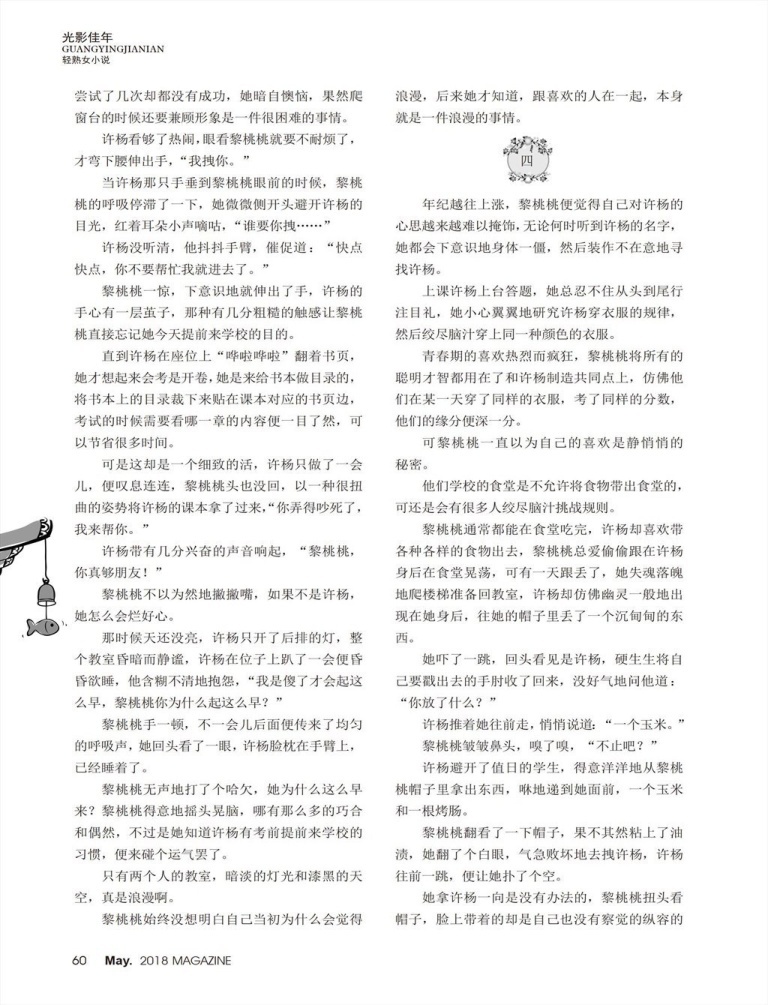 光影佳年
GUANGYINGJIANIAN
轻熟女小说
尝试了几次却都没有成功，她暗自懊恼，果然爬
窗台的时候还要兼顾形象是一件很困难的事情。
许杨看够了热闹，眼看黎桃桃就要不耐烦了，
才弯下腰伸出手，“我拽你。”
当许杨那只手垂到黎桃桃眼前的时候，黎桃
桃的呼吸停滞了一下，她微微侧开头避开许杨的
目光，红着耳朵小声嘀咕，“谁要你拽……”
许杨没听清，他抖抖手臂，催促道：“快点
快点，你不要帮忙我就进去了。”
黎桃桃一惊，下意识地就伸出了手，许杨的
手心有一层茧子，那种有几分粗糙的触感让黎桃
桃直接忘记她今天提前来学校的目的。
直到许杨在座位上“哗啦哗啦”翻着书页，
她才想起来会考是开卷，她是来给书本做目录的，
将书本上的目录裁下来贴在课本对应的书页边，
考试的时候需要看哪一章的内容便一目了然，可
以节省很多时间。
可是这却是一个细致的活，许杨只做了一会
儿，便叹息连连，黎桃桃头也没回，以一种很扭
曲的姿势将许杨的课本拿了过来，“你弄得吵死了，
我来帮你。”
许杨带有几分兴奋的声音响起，“黎桃桃，
你真够朋友！”
黎桃桃不以为然地撇撇嘴，如果不是许杨，
她怎么会烂好心。
那时候天还没亮，许杨只开了后排的灯，整
个教室昏暗而静谧，许杨在位子上趴了一会便昏
昏欲睡，他含糊不清地抱怨，“我是傻了才会起这
么早，黎桃桃你为什么起这么早？”
黎桃桃手一顿，不一会儿后面便传来了均匀
的呼吸声，她回头看了一眼，许杨脸枕在手臂上，
已经睡着了。
黎桃桃无声地打了个哈欠，她为什么这么早
来？黎桃桃得意地摇头晃脑，哪有那么多的巧合
和偶然，不过是她知道许杨有考前提前来学校的
习惯，便来碰个运气罢了。
只有两个人的教室，暗淡的灯光和漆黑的天
空，真是浪漫啊。
黎桃桃始终没想明白自己当初为什么会觉得
浪漫，后来她才知道，跟喜欢的人在一起，本身
就是一件浪漫的事情。
四
年纪越往上涨，黎桃桃便觉得自己对许杨的
心思越来越难以掩饰，无论何时听到许杨的名字，
她都会下意识地身体一僵，然后装作不在意地寻
找许杨。
上课许杨上台答题，她总忍不住从头到尾行
注目礼，她小心翼翼地研究许杨穿衣服的规律，
然后绞尽脑汁穿上同一种颜色的衣服。
青春期的喜欢热烈而疯狂，黎桃桃将所有的
聪明才智都用在了和许杨制造共同点上，仿佛他
们在某一天穿了同样的衣服，考了同样的分数，
他们的缘分便深一分。
可黎桃桃一直以为自己的喜欢是静悄悄的
秘密。
他们学校的食堂是不允许将食物带出食堂的，
可还是会有很多人绞尽脑汁挑战规则。
黎桃桃通常都能在食堂吃完，许杨却喜欢带
各种各样的食物出去，黎桃桃总爱偷偷跟在许杨
身后在食堂晃荡，可有一天跟丢了，她失魂落魄
地爬楼梯准备回教室，许杨却仿佛幽灵一般地出
现在她身后，往她的帽子里丢了一个沉甸甸的东
西。
她吓了一跳，回头看见是许杨，硬生生将自
己要戳出去的手肘收了回来，没好气地问他道：
“你放了什么？”
许杨推着她往前走，悄悄说道：“一个玉米。”
黎桃桃皱皱鼻头，嗅了嗅，“不止吧？”
许杨避开了值日的学生，得意洋洋地从黎桃
桃帽子里拿出东西，咻地递到她面前，一个玉米
和一根烤肠。
黎桃桃翻看了一下帽子，果不其然粘上了油
渍，她翻了个白眼，气急败坏地去拽许杨，许杨
往前一跳，便让她扑了个空。
她拿许杨一向是没有办法的，黎桃桃扭头看
帽子，脸上带着的却是自己也没有察觉的纵容的
60 May. 2018 MAGAZINE